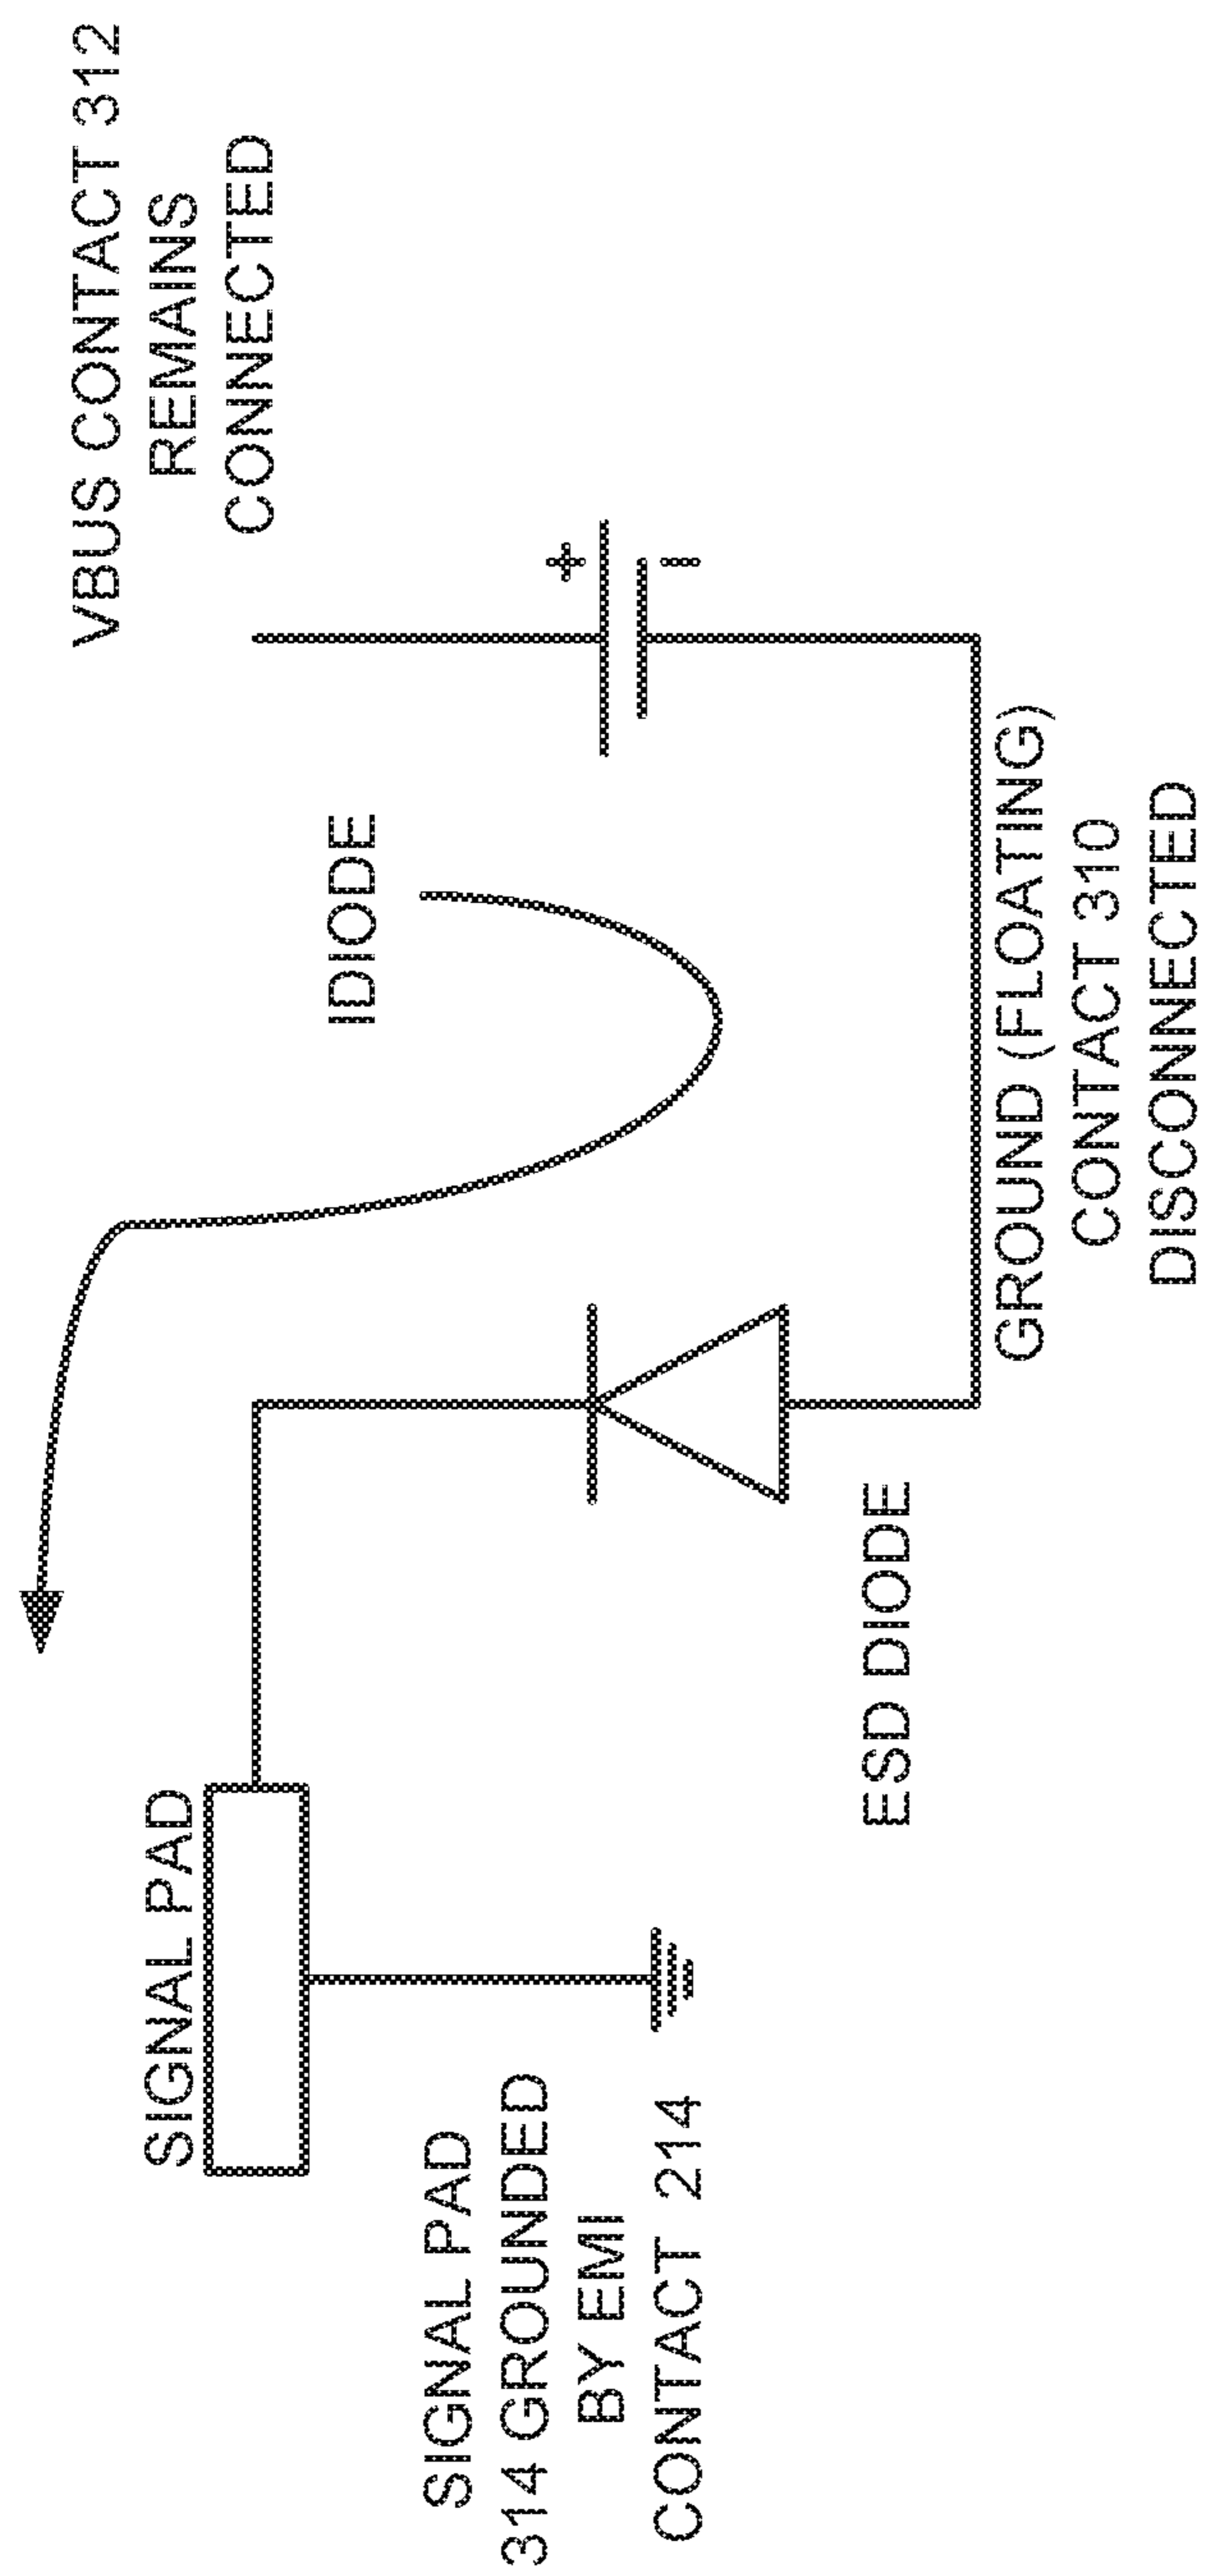 VBUS CONTACT 312
REMAINS
CONNECTED
IDIODE
+
-
GROUND (FLOATING)
CONTACT 310
DISCONNECTED
ESD DIODE
SIGNAL PAD
SIGNAL PAD
314 GROUNDED
BY EMI
CONTACT 214